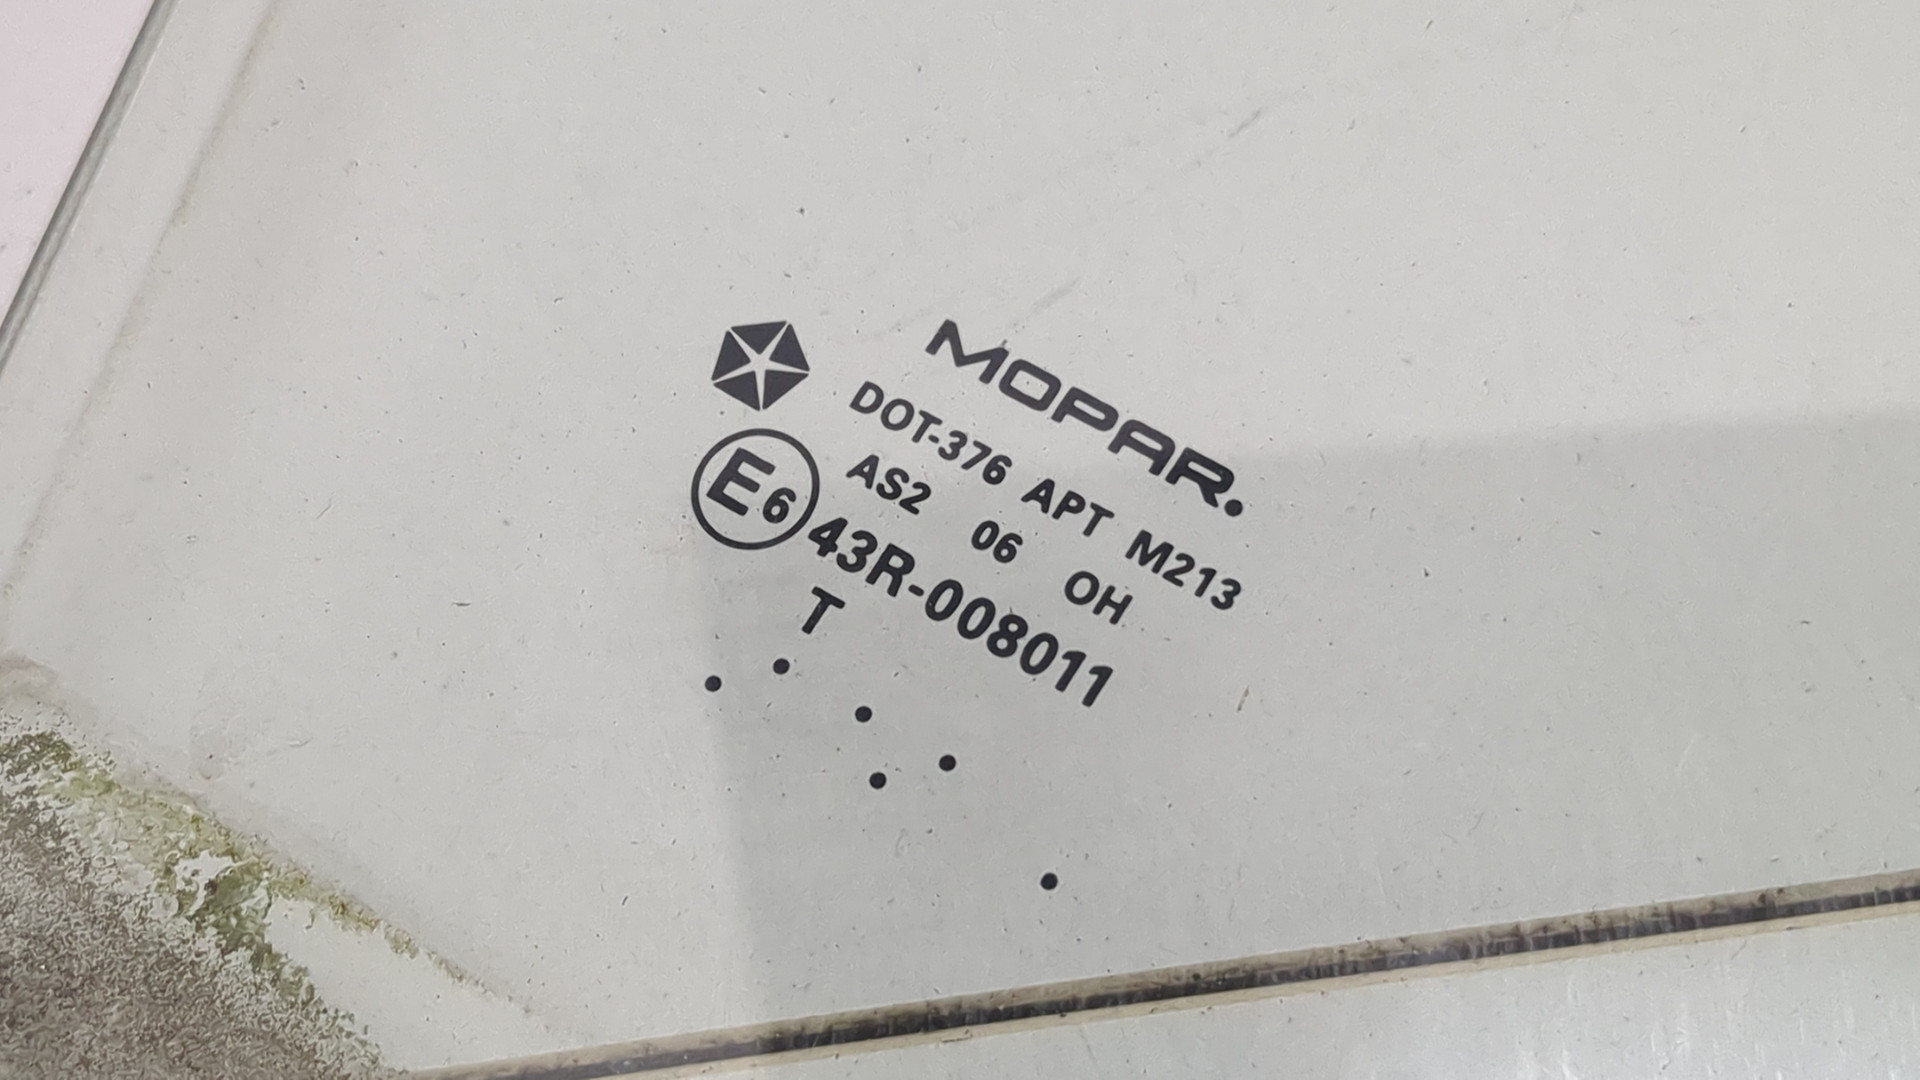 MOPAR.
DOT-376 APT M213
AS2 06 OH
E6 43R-008011
T